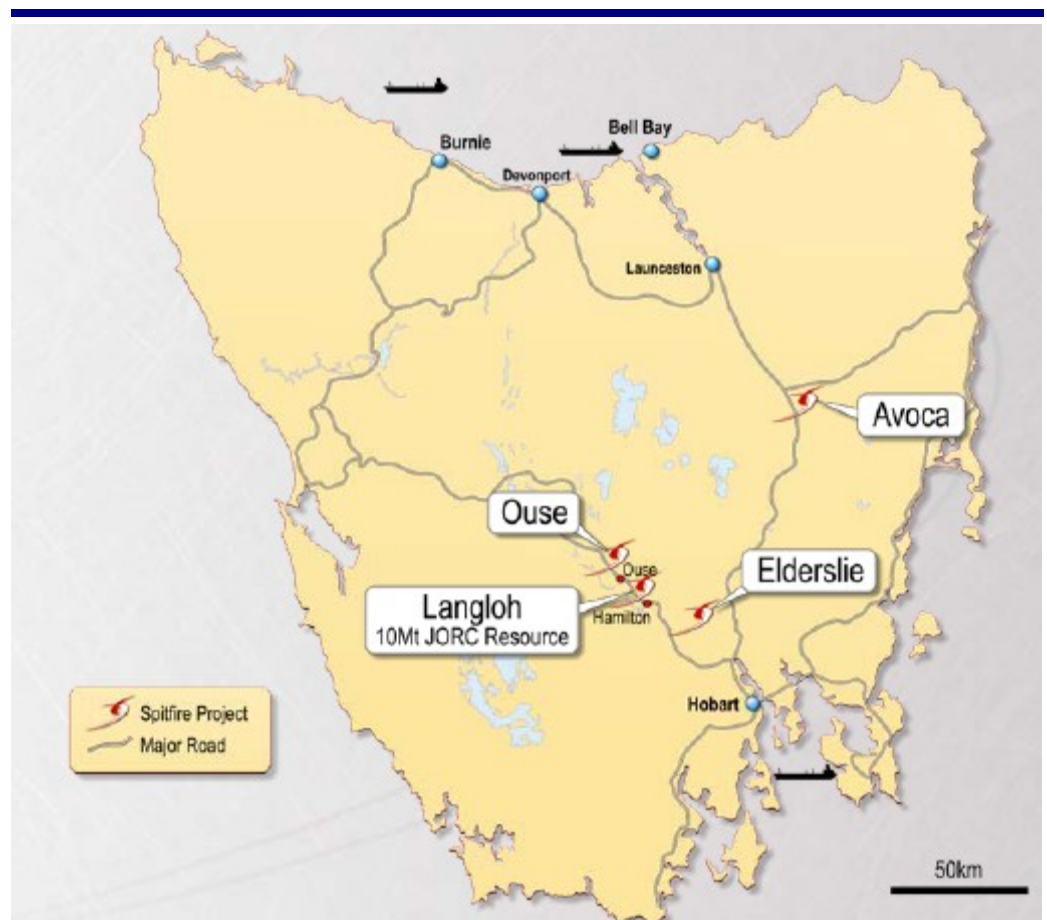 Burnie
Bell Bay
Devonport
Launceston
Avoca
Ouse
Ouse
Elderslie
Langloh
10Mt JORC Resource
Hamilton
Hobart
Spitfire Project
Major Road
50km